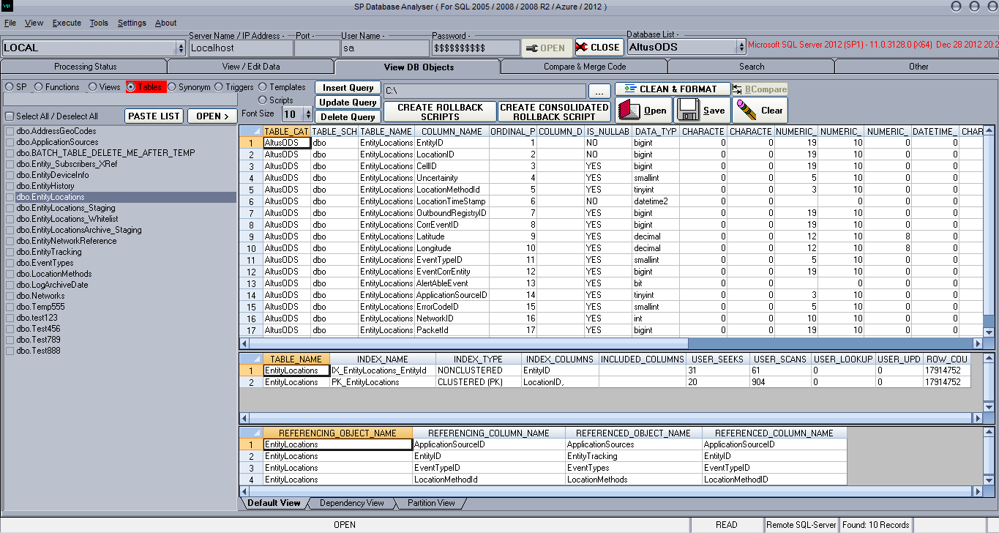 SP
SP Database Analyser ( For SQL 2005 / 2008 / 2008 R2 / Azure / 2012 )
File View Execute Tools Settings About
Server Name / IP Address - Port - User Name - Password - Database List -
LOCAL Localhost sa $$$$$$$$$$ OPEN CLOSE AltusODS Microsoft SQL Server 2012 (SP1) - 11.0.3128.0 (X64) Dec 28 2012 20:2
Processing Status View / Edit Data View DB Objects Compare & Merge Code Search Other
SP Functions Views Tables Synonym Triggers Templates
Scripts
Select All / Deselect All PASTE LIST OPEN > Font Size 10
Insert Query
Update Query
Delete Query
C:\ ...
CREATE ROLLBACK SCRIPTS
CREATE CONSOLIDATED ROLLBACK SCRIPT
CLEAN & FORMAT BCompare
Open Save Clear
dbo.AddressGeoCodes
dbo.ApplicationSources
dbo.BATCH_TABLE_DELETE_ME_AFTER_TEMP
dbo.Entity_Subscribers_XRef
dbo.EntityDeviceInfo
dbo.EntityHistory
dbo.EntityLocations
dbo.EntityLocations_Staging
dbo.EntityLocations_Whitelist
dbo.EntityLocationsArchive_Staging
dbo.EntityNetworkReference
dbo.EntityTracking
dbo.EventTypes
dbo.LocationMethods
dbo.LogArchiveDate
dbo.Networks
dbo.Temp555
dbo.test123
dbo.Test456
dbo.Test789
dbo.Test888
TABLE_CAT TABLE_SCH TABLE_NAME COLUMN_NAME ORDINAL_P COLUMN_D IS_NULLAB DATA_TYP CHARACTE CHARACTE NUMERIC_ NUMERIC_ NUMERIC_ DATETIME_ CHAR
1 AltusODS dbo EntityLocations EntityID 1 NO bigint 0 0 19 10 0 0
2 AltusODS dbo EntityLocations LocationID 2 NO bigint 0 0 19 10 0 0
3 AltusODS dbo EntityLocations CellID 3 YES bigint 0 0 19 10 0 0
4 AltusODS dbo EntityLocations Uncertainity 4 YES smallint 0 0 5 10 0 0
5 AltusODS dbo EntityLocations LocationMethodId 5 YES tinyint 0 0 3 10 0 0
6 AltusODS dbo EntityLocations LocationTimeStamp 6 NO datetime2 0 0 0 0 0
7 AltusODS dbo EntityLocations OutboundRegistryID 7 YES bigint 0 0 19 10 0 0
8 AltusODS dbo EntityLocations CorrEventID 8 YES bigint 0 0 19 10 0 0
9 AltusODS dbo EntityLocations Latitude 9 YES decimal 0 0 12 10 8 0
10 AltusODS dbo EntityLocations Longitude 10 YES decimal 0 0 12 10 8 0
11 AltusODS dbo EntityLocations EventTypeID 11 YES smallint 0 0 5 10 0 0
12 AltusODS dbo EntityLocations EventCorrEntity 12 YES bigint 0 0 19 10 0 0
13 AltusODS dbo EntityLocations AlertAbleEvent 13 YES bit 0 0 0 0 0
14 AltusODS dbo EntityLocations ApplicationSourceID 14 YES tinyint 0 0 3 10 0 0
15 AltusODS dbo EntityLocations ErrorCodeID 15 YES smallint 0 0 5 10 0 0
16 AltusODS dbo EntityLocations NetworkID 16 YES int 0 0 10 10 0 0
17 AltusODS dbo EntityLocations PacketId 17 YES bigint 0 0 19 10 0 0
TABLE_NAME INDEX_NAME INDEX_TYPE INDEX_COLUMNS INCLUDED_COLUMNS USER_SEEKS USER_SCANS USER_LOOKUP USER_UPD ROW_COU
1 EntityLocations IX_EntityLocations_EntityId NONCLUSTERED EntityID 31 61 0 0 17914752
2 EntityLocations PK_EntityLocations CLUSTERED (PK) LocationID, 20 904 0 0 17914752
REFERENCING_OBJECT_NAME REFERENCING_COLUMN_NAME REFERENCED_OBJECT_NAME REFERENCED_COLUMN_NAME
1 EntityLocations ApplicationSourceID ApplicationSources ApplicationSourceID
2 EntityLocations EntityID EntityTracking EntityID
3 EntityLocations EventTypeID EventTypes EventTypeID
4 EntityLocations LocationMethodId LocationMethods LocationMethodID
Default View Dependency View Partition View
OPEN READ Remote SQL-Server Found: 10 Records